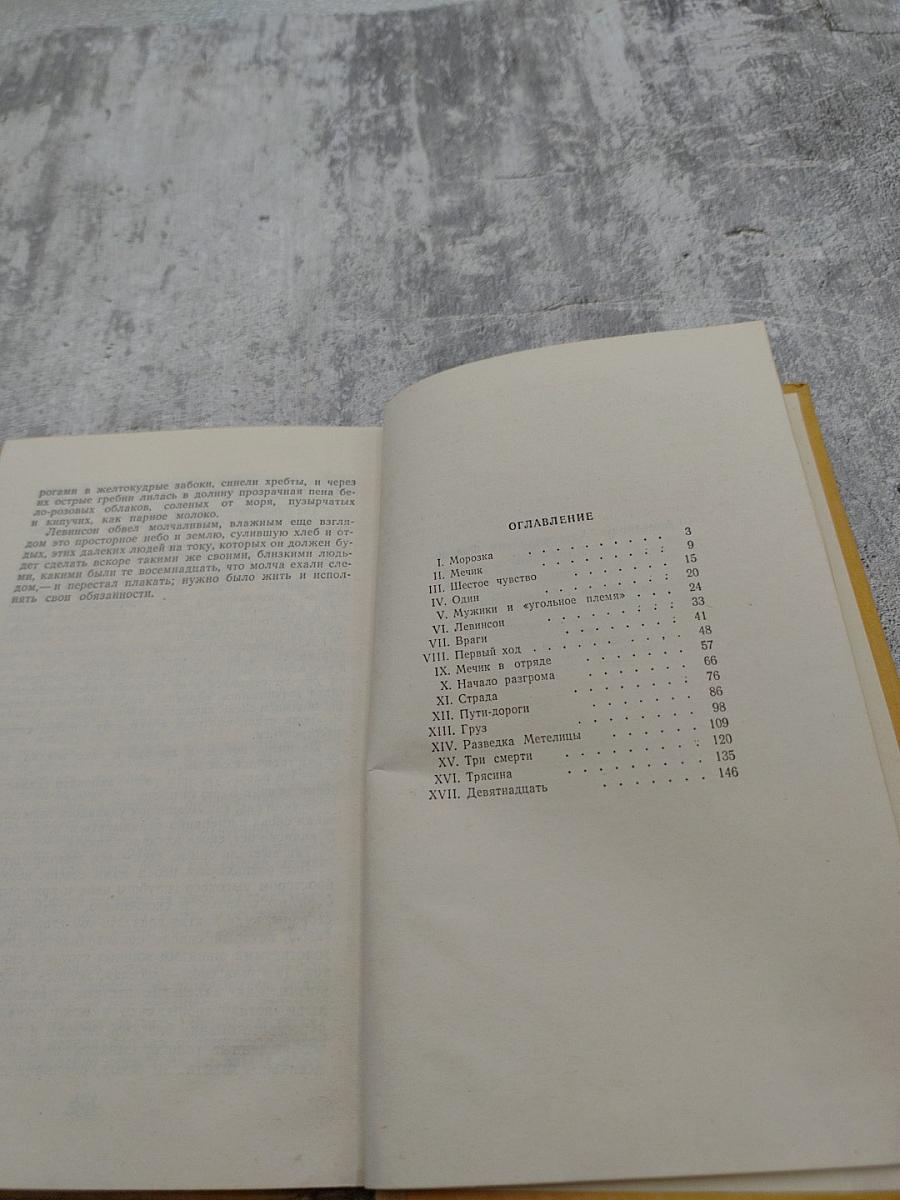 рогами в желтокудрые забоки, синели хребты, и через
их острые гребни лилась в долину прозрачная пена бе-
ло-розовых облаков, соленых от моря, пузырчатых
и кипучих, как парное молоко.
Левинсон обвел молчаливым, влажным еще взгля-
дом это просторное небо и землю, сулившую хлеб и от-
дых, этих далеких людей на току, которых он должен бу-
дет сделать вскоре такими же своими, близкими людь-
ми, какими были те восемнадцать, что молча ехали сле-
дом,— и перестал плакать; нужно было жить и испол-
нять свои обязанности.
ОГЛАВЛЕНИЕ
I. Морозка . . . . . . . . . . 3
II. Мечик . . . . . . . . . . 9
III. Шестое чувство . . . . . . . . 15
IV. Один . . . . . . . . . . 20
V. Мужики и «угольное племя» . . . 24
VI. Левинсон . . . . . . . . . 33
VII. Враги . . . . . . . . . 41
VIII. Первый ход . . . . . . . . . 48
IX. Мечик в отряде . . . . . . . 57
X. Начало разгрома . . . . . . . 66
XI. Страда . . . . . . . . 76
XII. Пути-дороги . . . . . . . . 86
XIII. Груз . . . . . . . . 98
XIV. Разведка Метелицы . . . . . . 109
XV. Три смерти . . . . . . . . 120
XVI. Трясина . . . . . . . . 135
XVII. Девятнадцать . . . . . . . 146